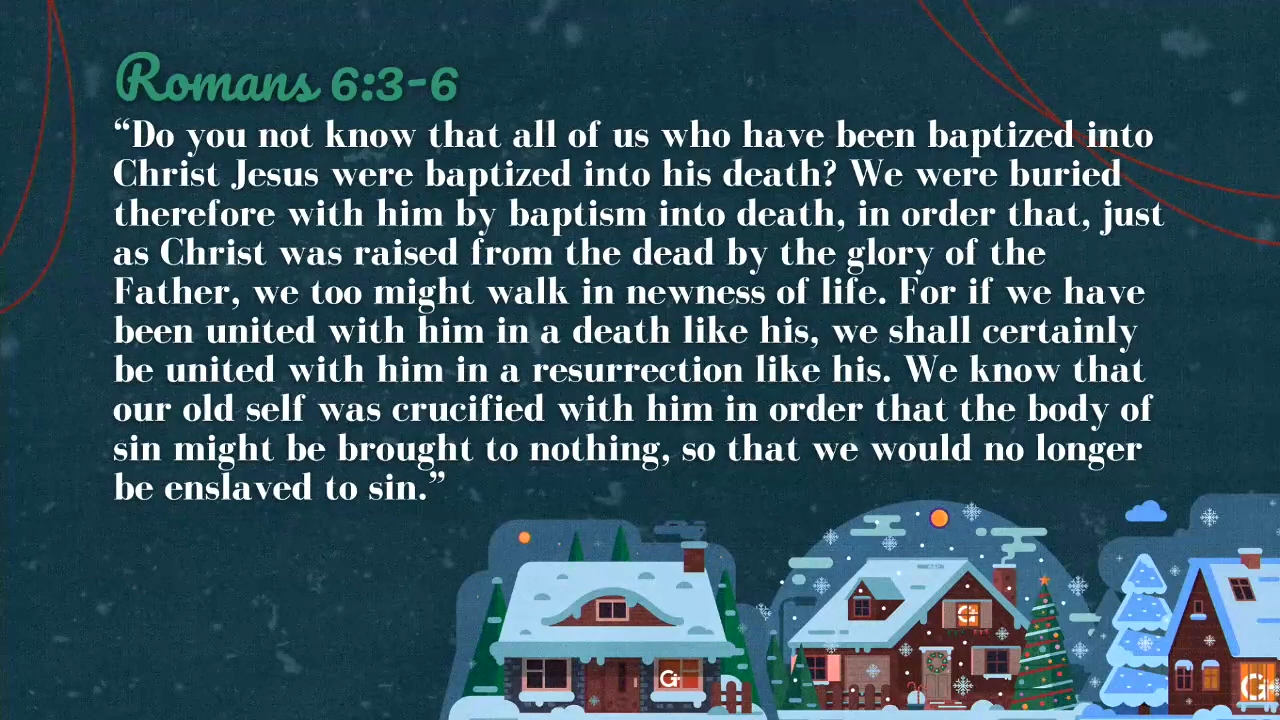 Romans 6:3-6
“Do you not know that all of us who have been baptized into
Christ Jesus were baptized into his death? We were buried
therefore with him by baptism into death, in order that, just
as Christ was raised from the dead by the glory of the
Father, we too might walk in newness of life. For if we have
been united with him in a death like his, we shall certainly
be united with him in a resurrection like his. We know that
our old self was crucified with him in order that the body of
sin might be brought to nothing, so that we would no longer
be enslaved to sin.”